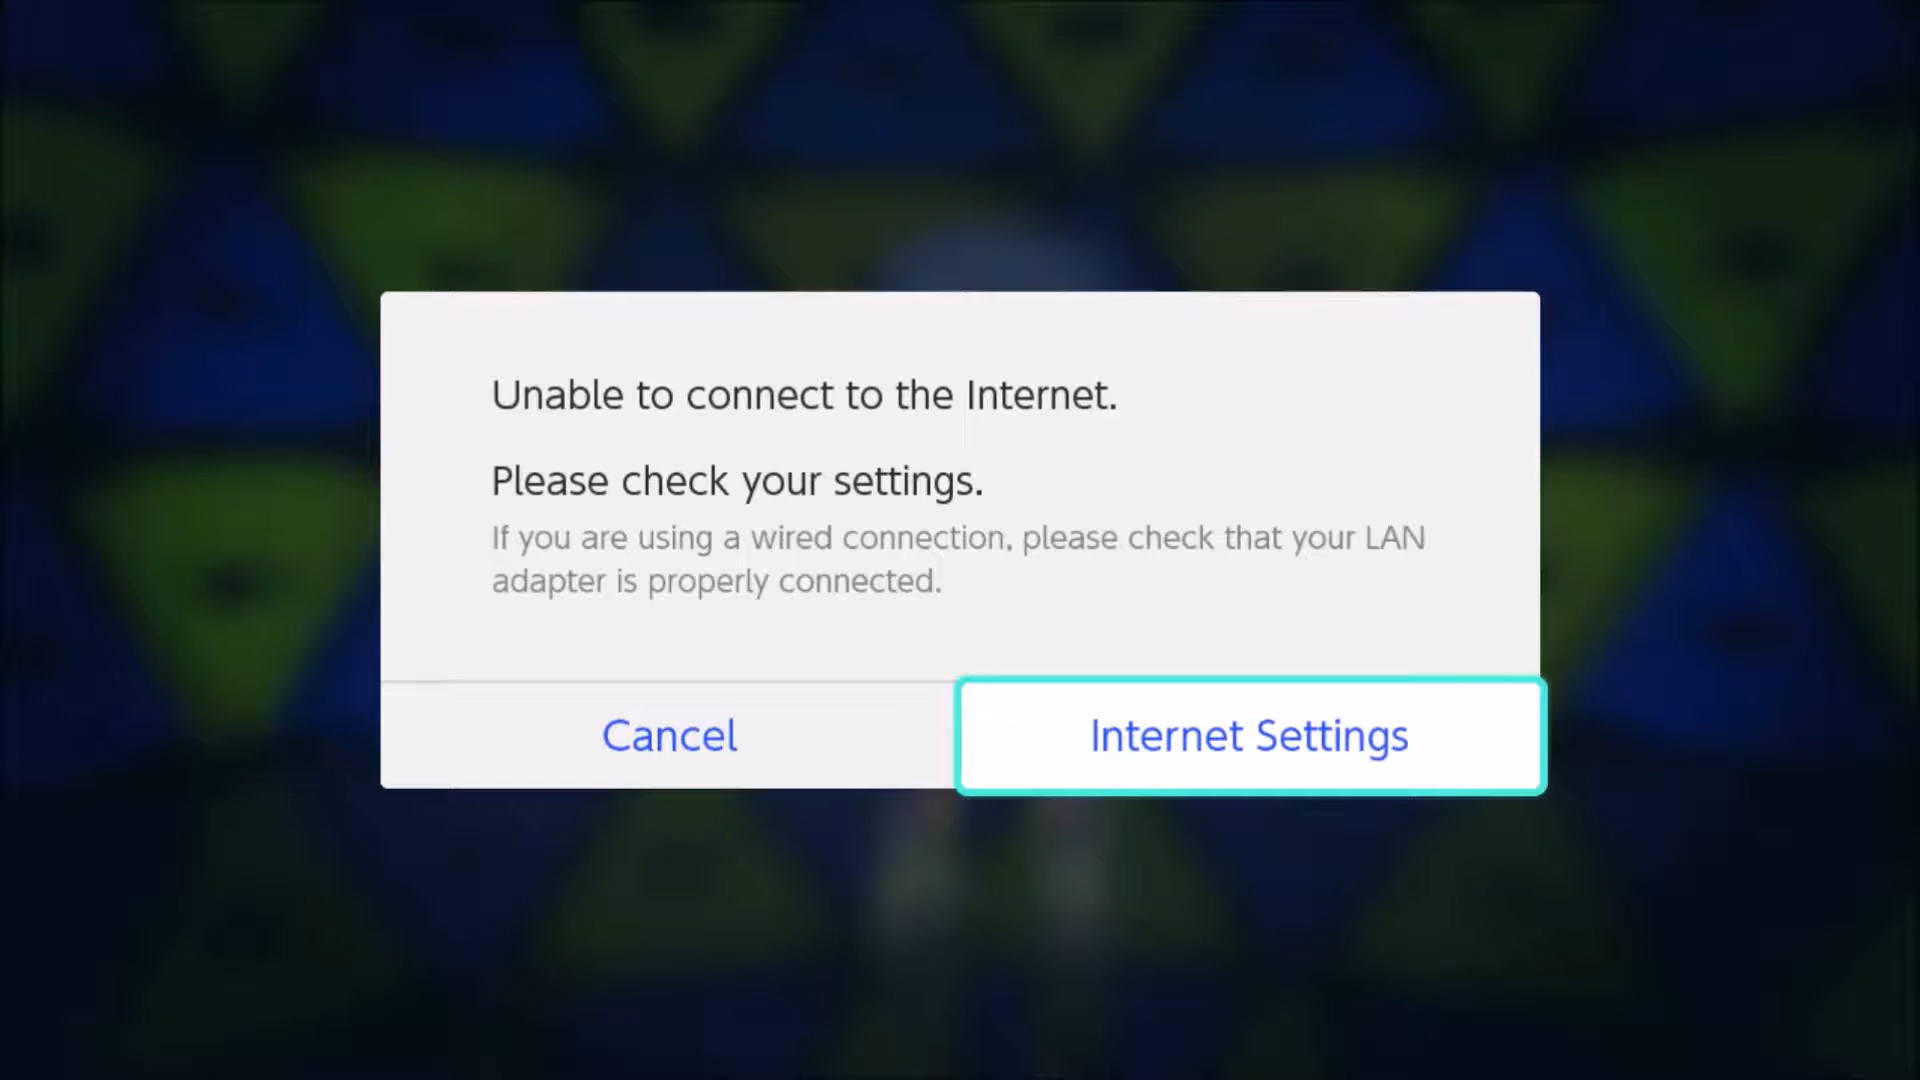 Unable to connect to the Internet.
Please check your settings.
If you are using a wired connection, please check that your LAN
adapter is properly connected.
Cancel
Internet Settings